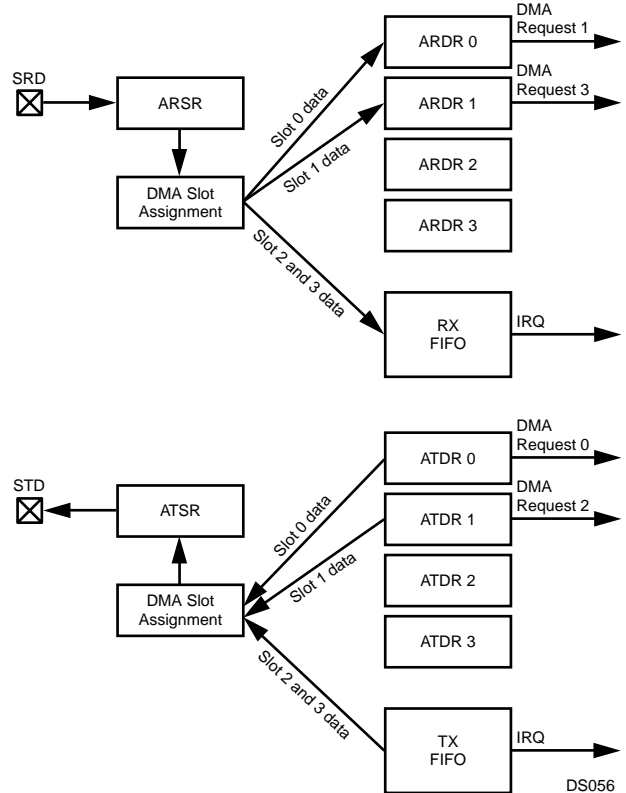 DMA
Request 1
ARDR 0
SRD
DMA
Request 3
ARSR
ARDR 1
Slot 0 data
Slot 1 data
ARDR 2
DMA Slot
Assignment
ARDR 3
Slot 2 and 3 data
RX
FIFO
IRQ
DMA
Request 0
ATDR 0
STD
DMA
Request 2
ATSR
ATDR 1
Slot 0 data
Slot 1 data
ATDR 2
DMA Slot
Assignment
ATDR 3
Slot 2 and 3 data
TX
FIFO
IRQ
DS056